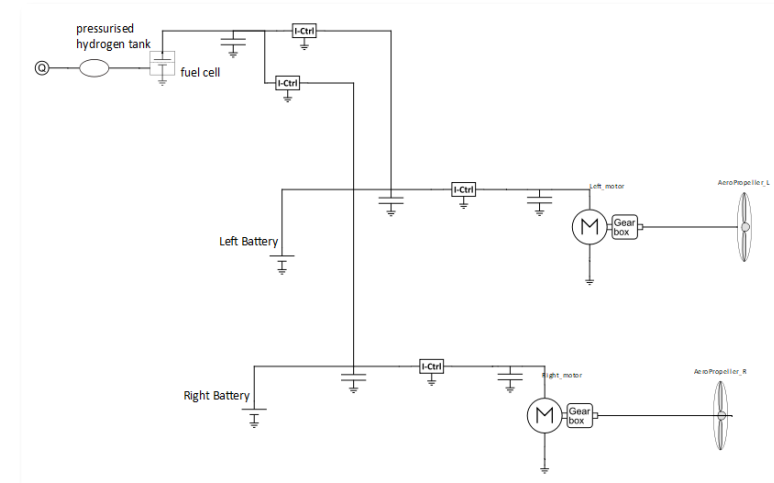 pressurised
hydrogen tank
I-Ctrl
Q
fuel cell
I-Ctrl
AeroPropeller_L
I-Ctrl
Left_motor
M
Gear
box
Left Battery
I-Ctrl
AeroPropeller_R
Right_motor
Right Battery
M
Gear
box